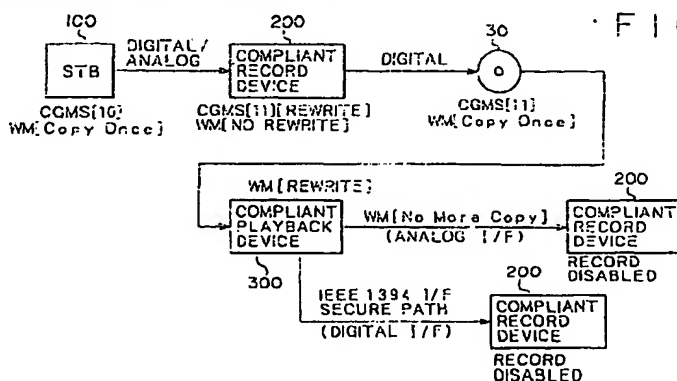 · F I G
100
STB
CGMS[10]
WM[Copy Once]
DIGITAL/
ANALOG
200
COMPLIANT
RECORD
DEVICE
CGMS[11][REWRITE]
WM[NO REWRITE]
DIGITAL
30
CGMS[11]
WM[Copy Once]
WM[REWRITE]
COMPLIANT
PLAYBACK
DEVICE
300
WM[No More Copy]
(ANALOG I/F)
200
COMPLIANT
RECORD
DEVICE
RECORD
DISABLED
IEEE 1394 I/F
SECURE PATH
(DIGITAL I/F)
200
COMPLIANT
RECORD
DEVICE
RECORD
DISABLED